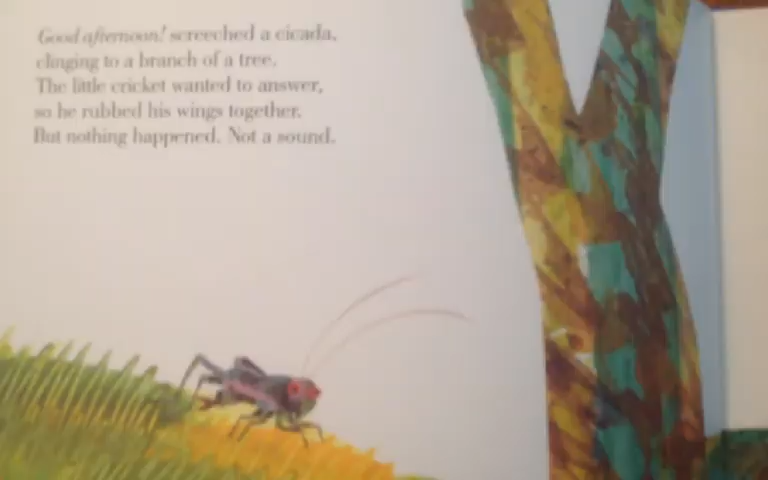 Good afternoon! screeched a cicada,
clinging to a branch of a tree.
The little cricket wanted to answer,
so he rubbed his wings together.
But nothing happened. Not a sound.